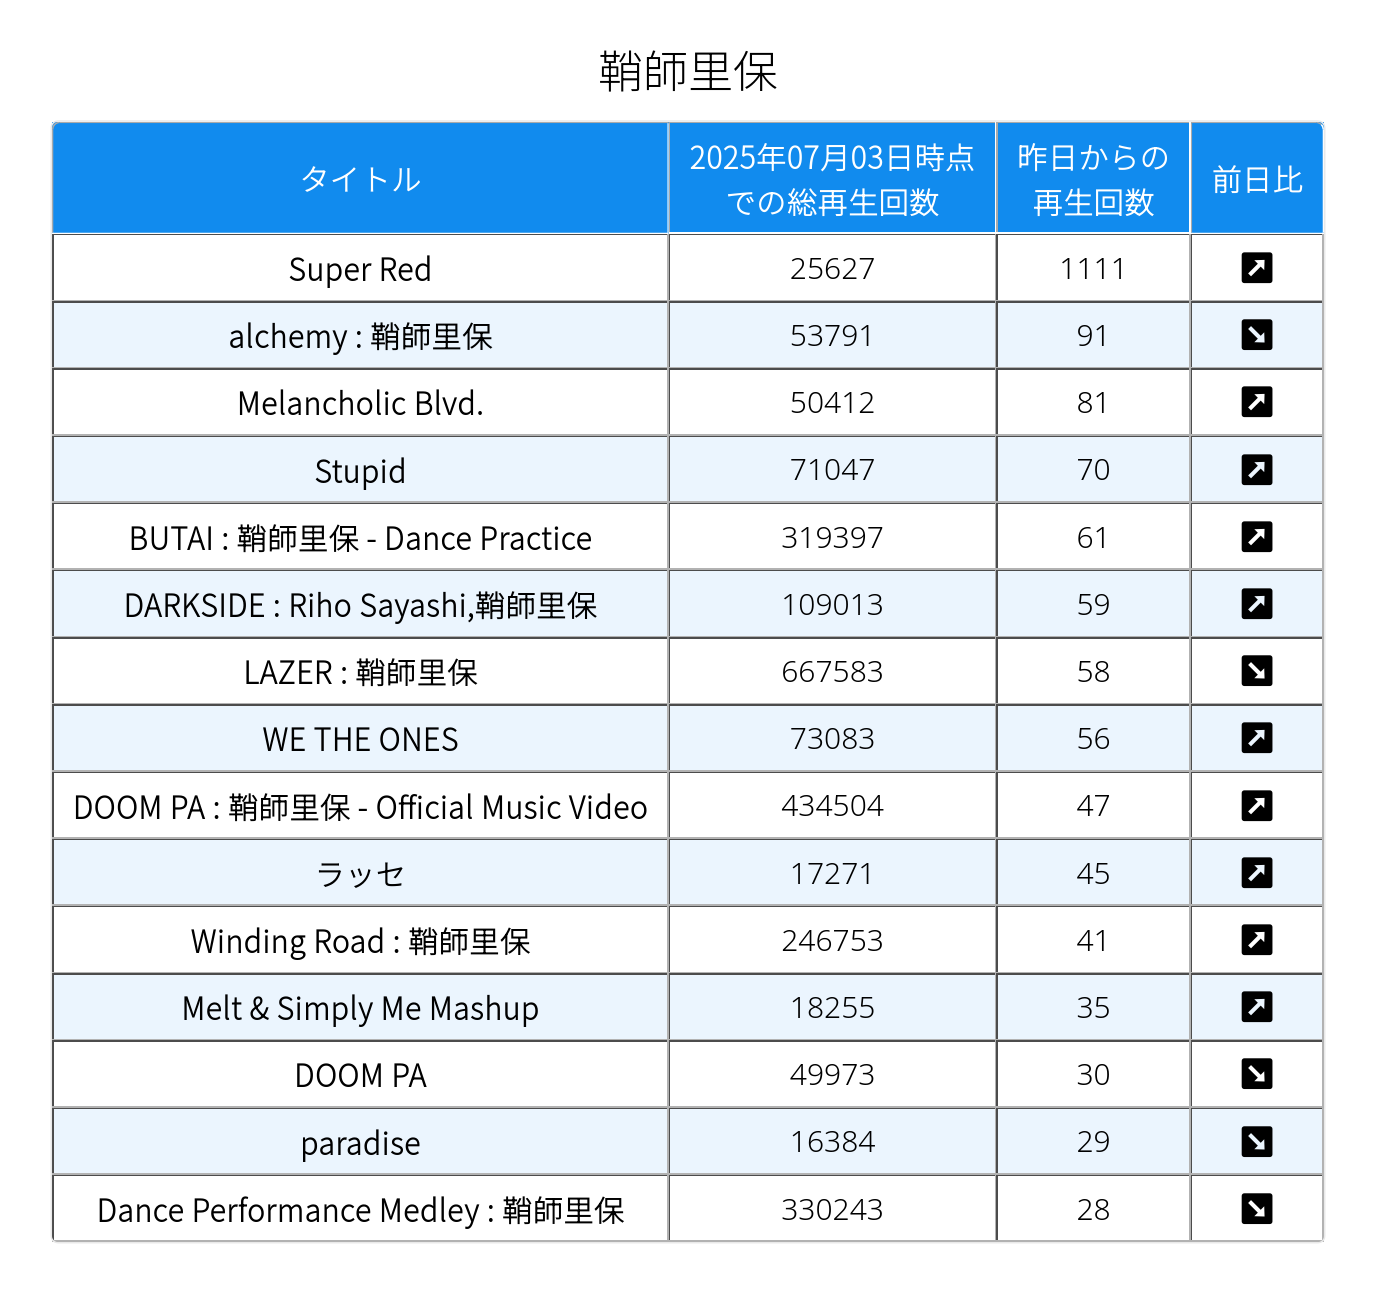 鞘師里保
タイトル 2025年07月03日時点 昨日からの 前日比
での総再生回数 再生回数
Super Red 25627 1111 ↗
alchemy : 鞘師里保 53791 91 ↘
Melancholic Blvd. 50412 81 ↗
Stupid 71047 70 ↗
BUTAI : 鞘師里保 - Dance Practice 319397 61 ↗
DARKSIDE : Riho Sayashi,鞘師里保 109013 59 ↗
LAZER : 鞘師里保 667583 58 ↘
WE THE ONES 73083 56 ↗
DOOM PA : 鞘師里保 - Official Music Video 434504 47 ↗
ラッセ 17271 45 ↗
Winding Road : 鞘師里保 246753 41 ↗
Melt & Simply Me Mashup 18255 35 ↗
DOOM PA 49973 30 ↘
paradise 16384 29 ↘
Dance Performance Medley : 鞘師里保 330243 28 ↘